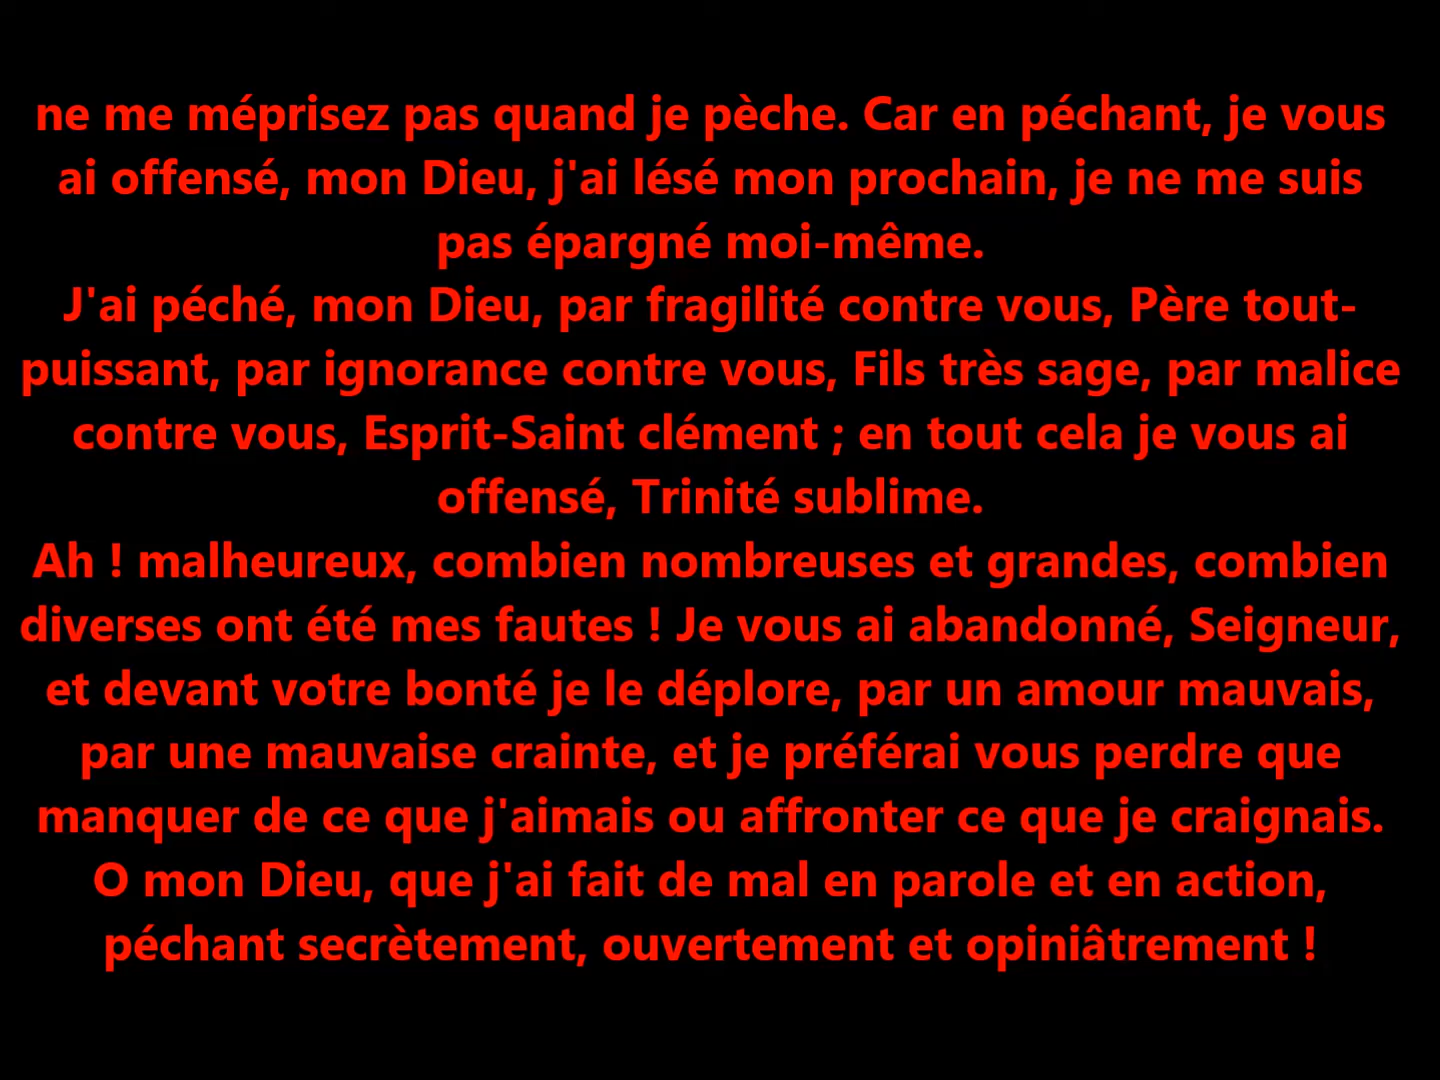 ne me méprisez pas quand je pèche. Car en péchant, je vous
ai offensé, mon Dieu, j'ai lésé mon prochain, je ne me suis
pas épargné moi-même.
J'ai péché, mon Dieu, par fragilité contre vous, Père tout-
puissant, par ignorance contre vous, Fils très sage, par malice
contre vous, Esprit-Saint clément ; en tout cela je vous ai
offensé, Trinité sublime.
Ah ! malheureux, combien nombreuses et grandes, combien
diverses ont été mes fautes ! Je vous ai abandonné, Seigneur,
et devant votre bonté je le déplore, par un amour mauvais,
par une mauvaise crainte, et je préférai vous perdre que
manquer de ce que j'aimais ou affronter ce que je craignais.
O mon Dieu, que j'ai fait de mal en parole et en action,
péchant secrètement, ouvertement et opiniâtrement !